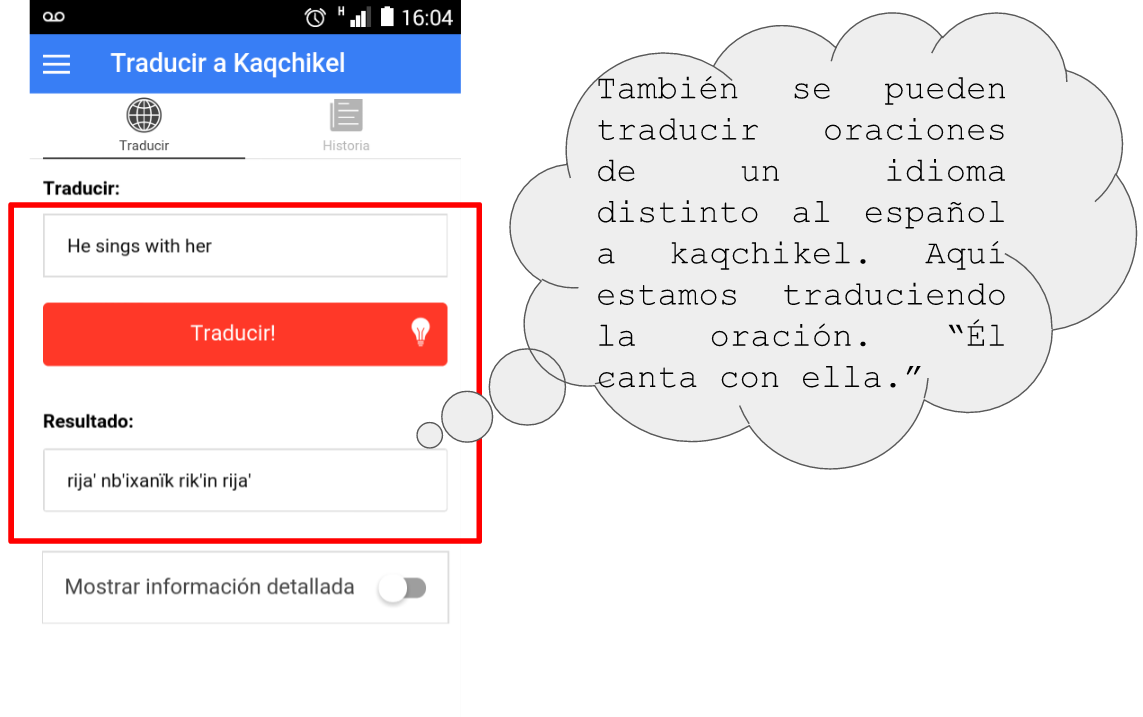 H 16:04
Traducir a Kaqchikel
Traducir Historia
Traducir:
He sings with her
Traducir!
Resultado:
rija' nb'ixanïk rik'in rija'
Mostrar información detallada
También se pueden
traducir oraciones
de un idioma
distinto al español
a kaqchikel. Aquí
estamos traduciendo
la oración. “Él
canta con ella.”